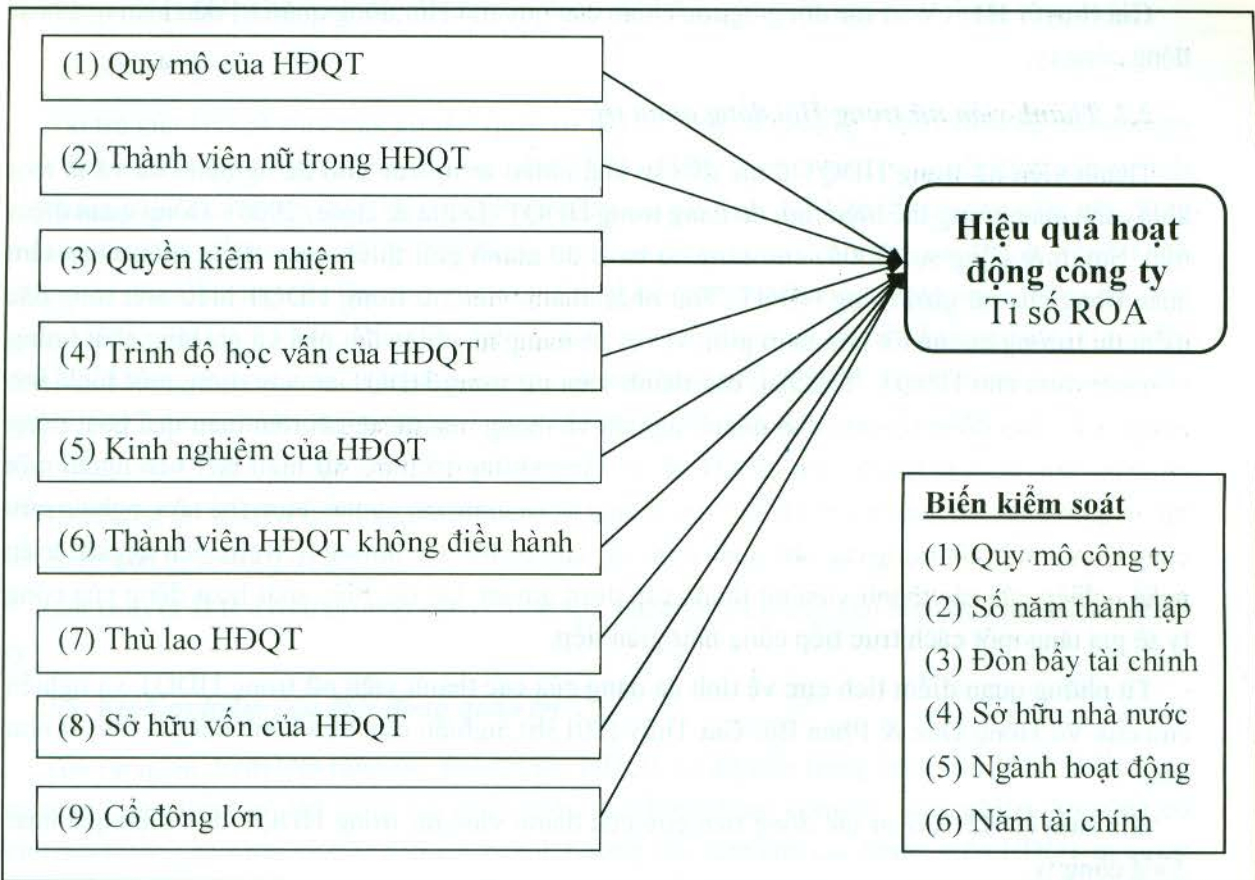 (1) Quy mô của HĐQT
(2) Thành viên nữ trong HĐQT
(3) Quyền kiêm nhiệm
(4) Trình độ học vấn của HĐQT
(5) Kinh nghiệm của HĐQT
(6) Thành viên HĐQT không điều hành
(7) Thù lao HĐQT
(8) Sở hữu vốn của HĐQT
(9) Cổ đông lớn
Hiệu quả hoạt
động công ty
Tỉ số ROA
Biến kiểm soát
(1) Quy mô công ty
(2) Số năm thành lập
(3) Đòn bẩy tài chính
(4) Sở hữu nhà nước
(5) Ngành hoạt động
(6) Năm tài chính